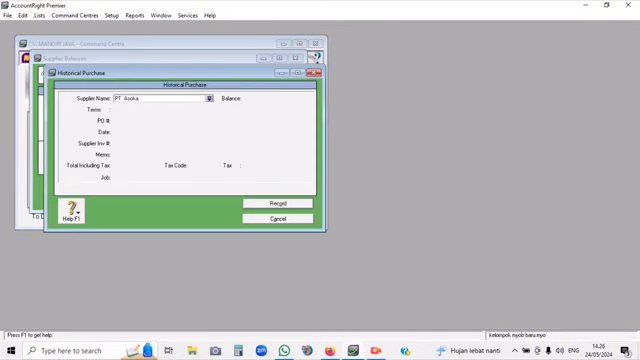 AccountRight Premier
File Edit Lists Command Centres Setup Reports Window Services Help
CV. MANDIRI JAVA - Command Centre
Supplier Balances
Historical Purchase
Historical Purchase
Supplier Name: PT Asoka Balance:
Terms :
PO #:
Date:
Supplier Inv #:
Memo:
Total Including Tax: Tax Code: Tax :
Job:
Record
Help F1
Cancel
To D
Press F1 to get help. kelompok myob baru.myo
Type here to search
Hujan lebat nanti
14.26
24/05/2024